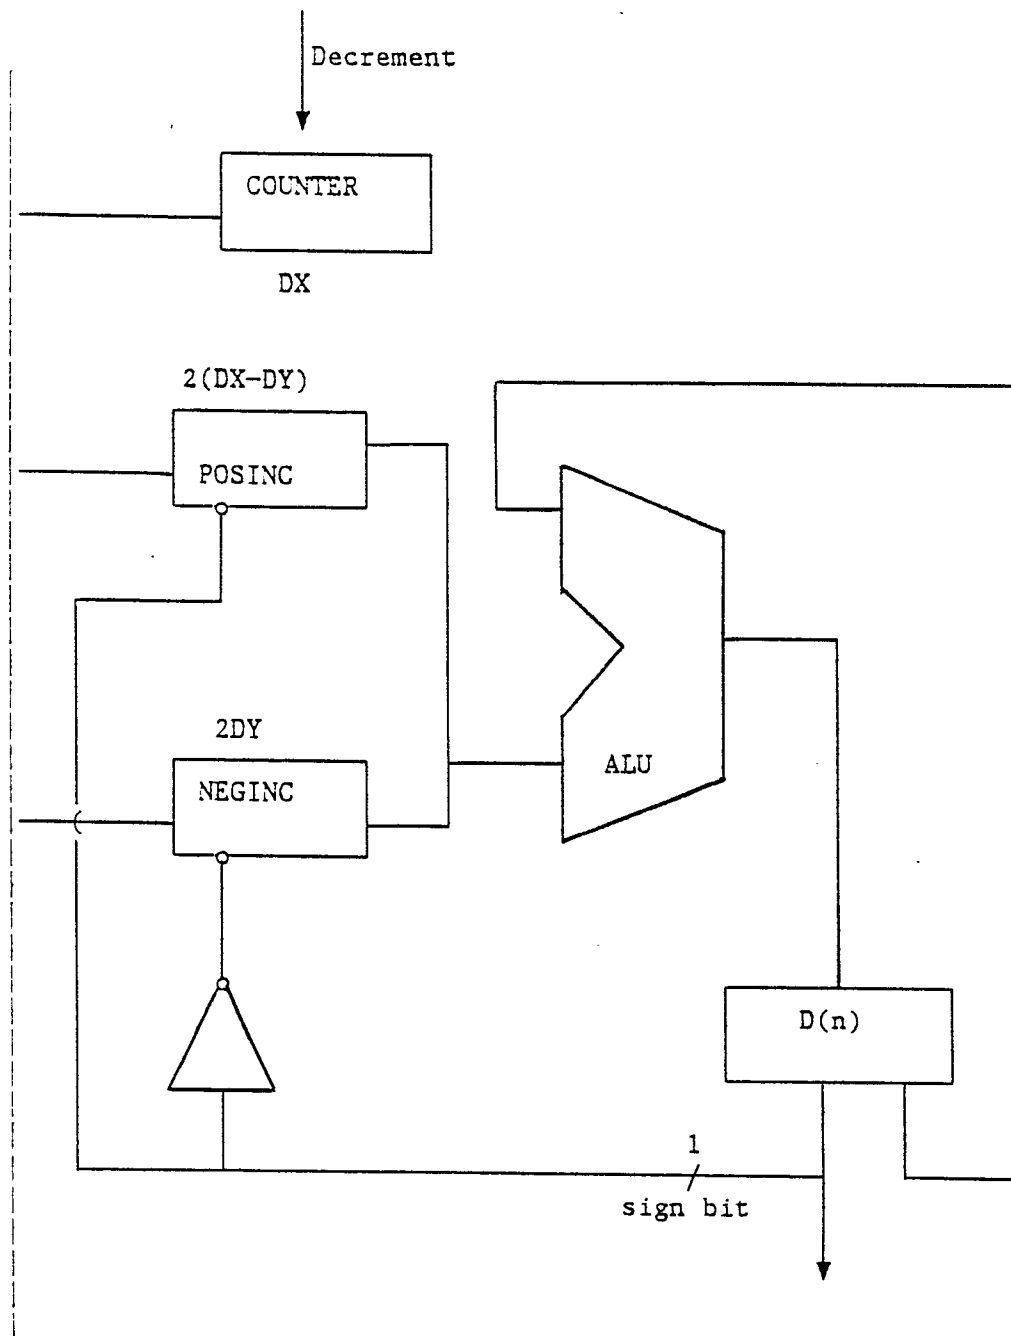 Decrement
COUNTER
DX
2(DX-DY)
POSINC
2DY
NEGINC
ALU
D(n)
1
sign bit